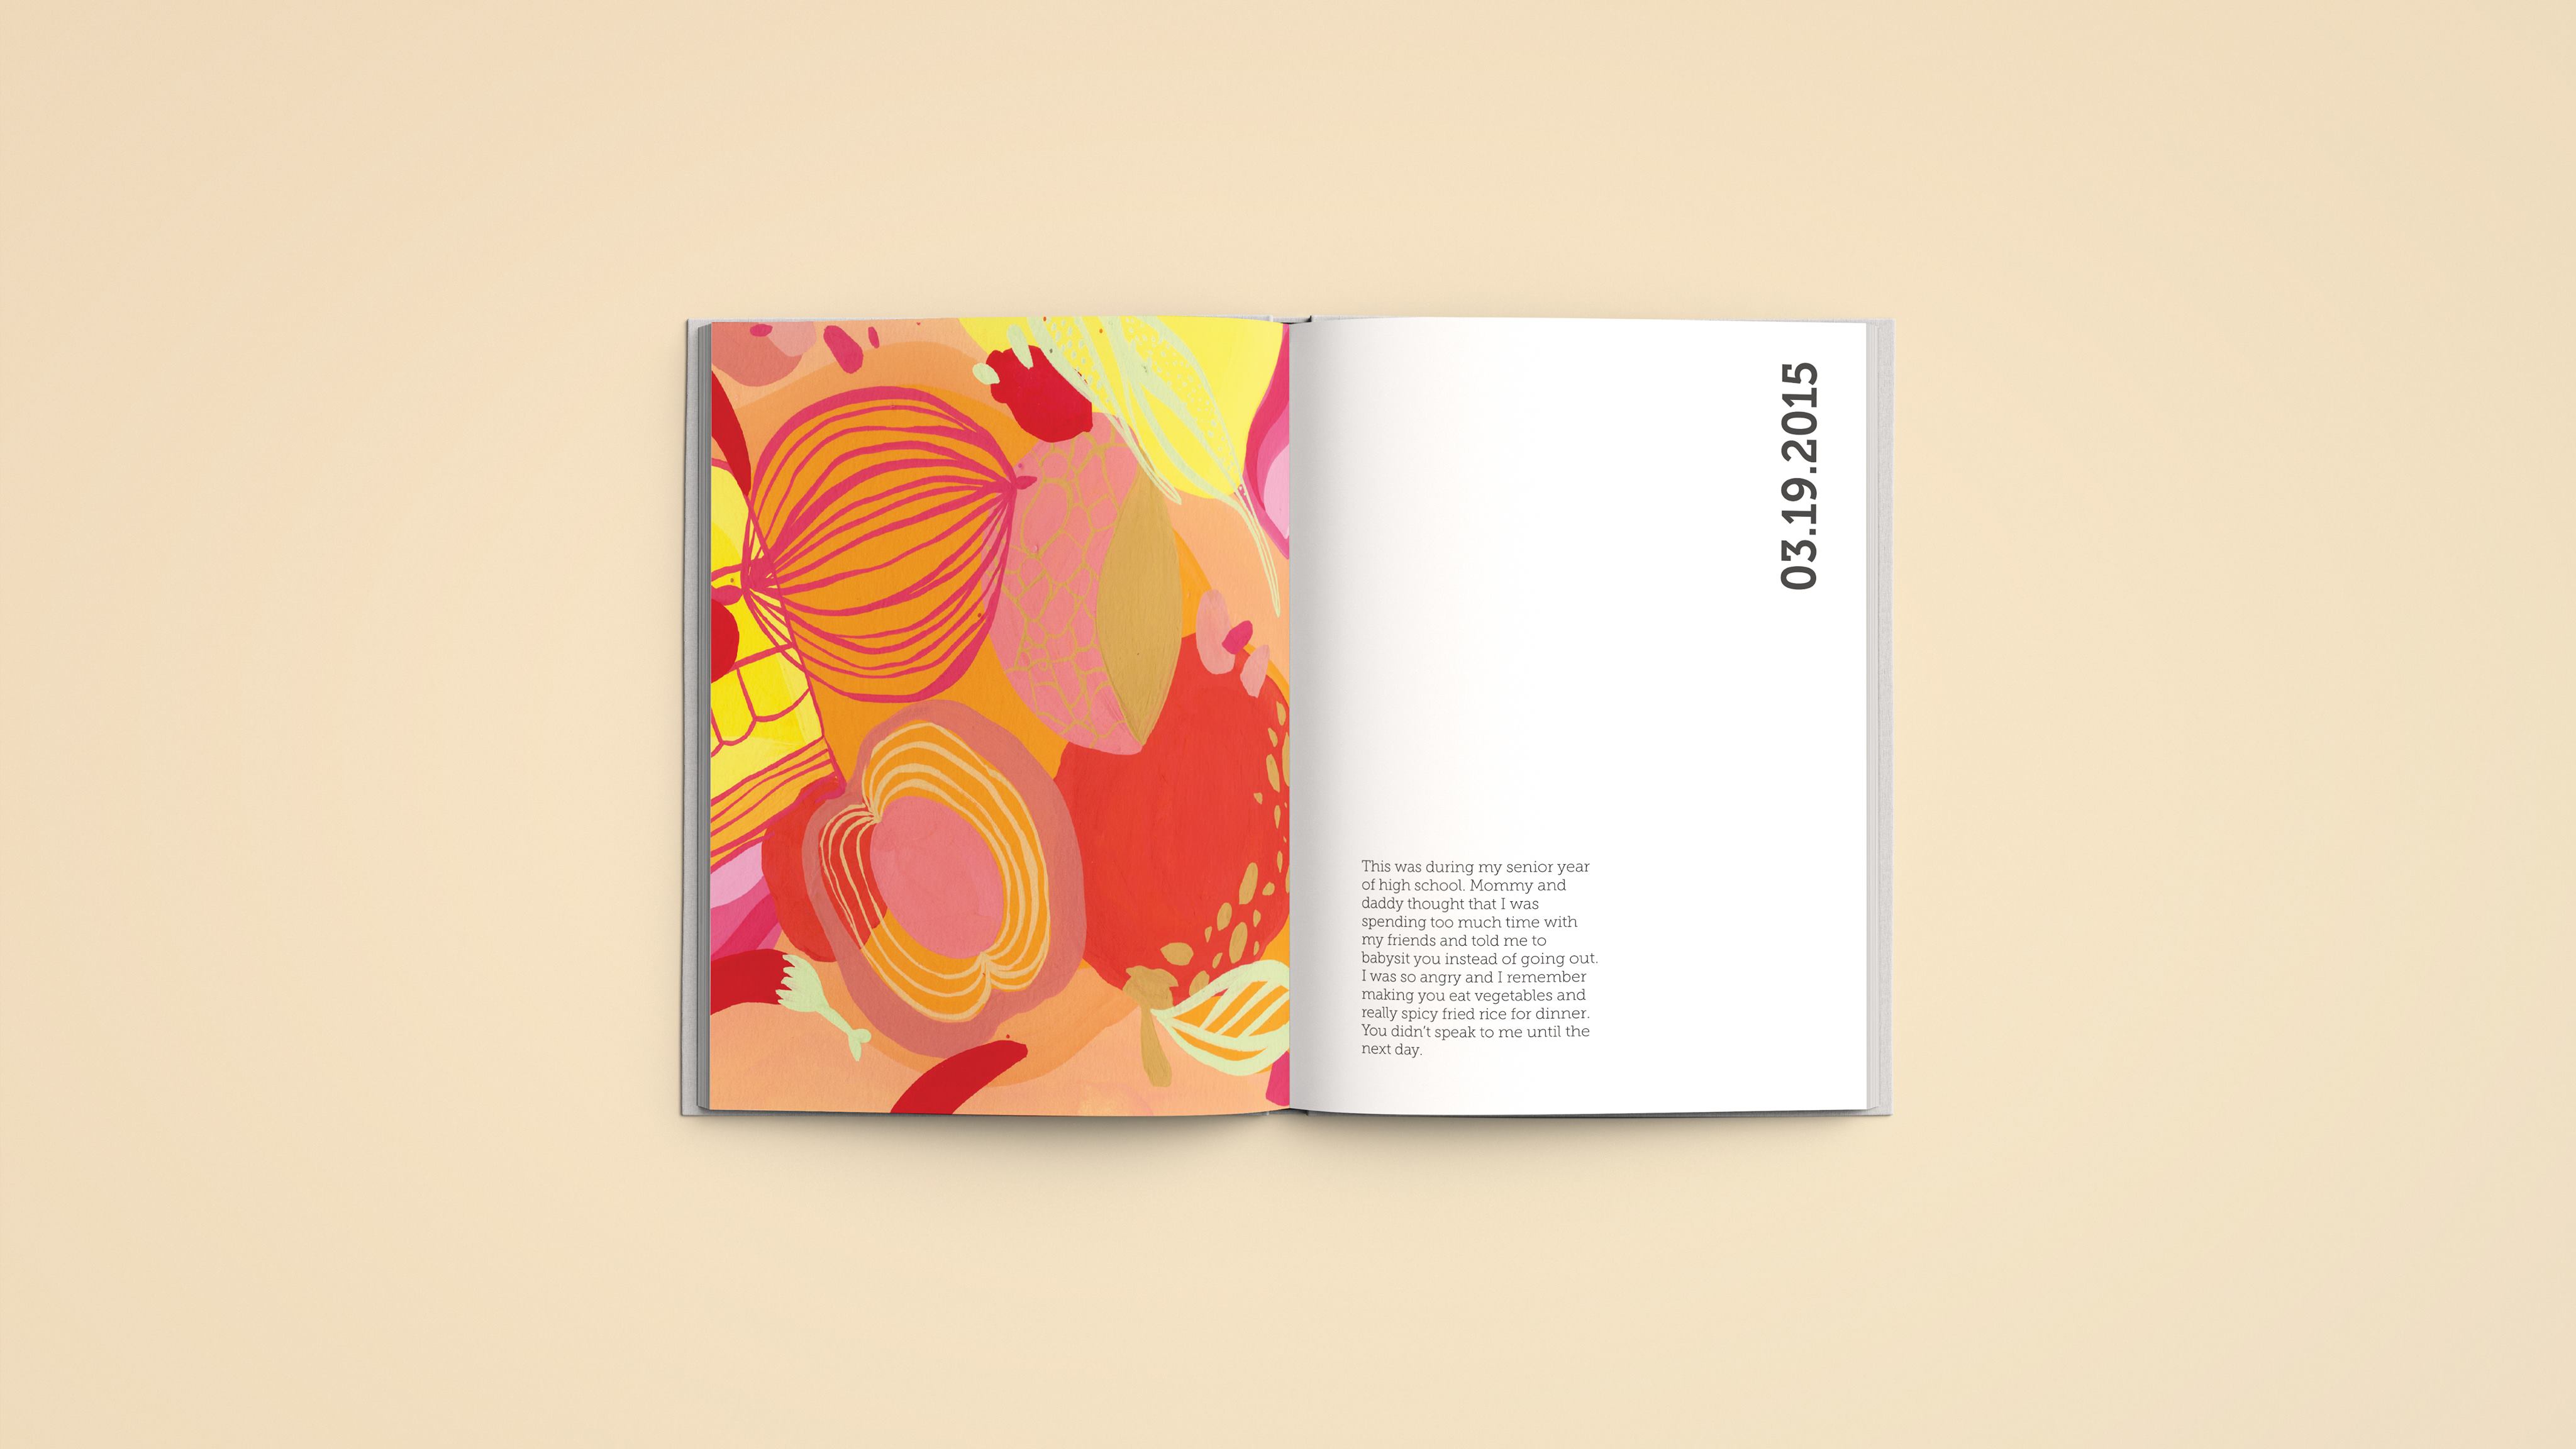 03.19.2015
This was during my senior year
of high school. Mommy and
daddy thought that I was
spending too much time with
my friends and told me to
babysit you instead of going out.
I was so angry and I remember
making you eat vegetables and
really spicy fried rice for dinner.
You didn't speak to me until the
next day.